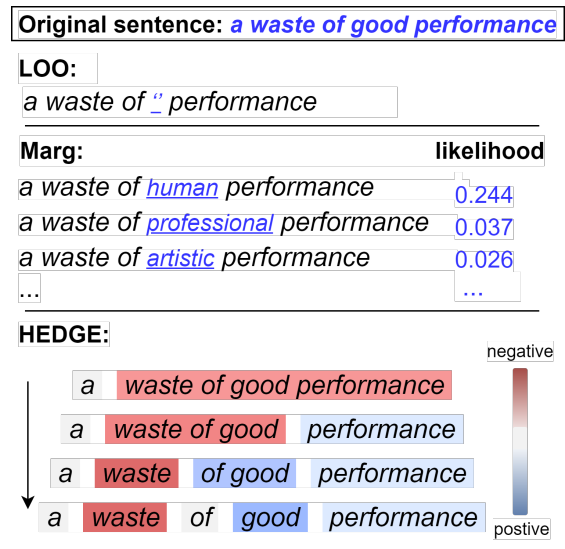 Original sentence: a waste of good performance
LOO:
a waste of ‘’ performance
Marg: likelihood
a waste of human performance 0.244
a waste of professional performance 0.037
a waste of artistic performance 0.026
... ...
HEDGE:
negative
a waste of good performance
a waste of good performance
a waste of good performance
a waste of good performance
postive